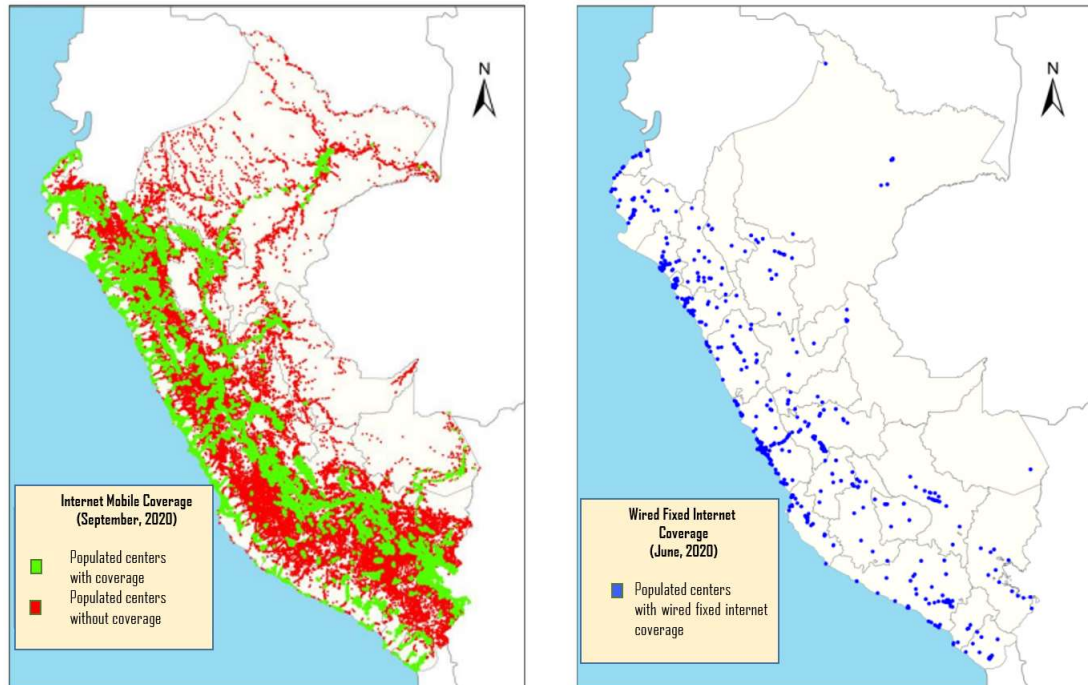 N
Internet Mobile Coverage
(September, 2020)
Populated centers
with coverage
Populated centers
without coverage
N
Wired Fixed Internet
Coverage
(June, 2020)
Populated centers
with wired fixed internet
coverage